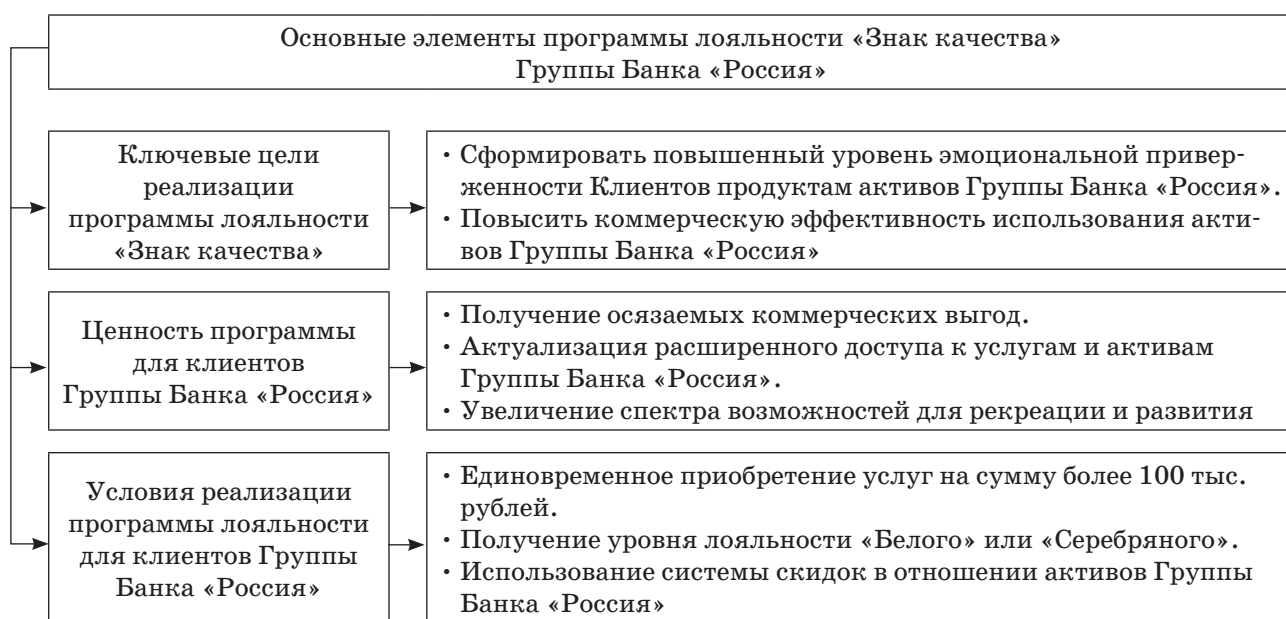 Основные элементы программы лояльности «Знак качества»
Группы Банка «Россия»
Ключевые цели
реализации
программы лояльности
«Знак качества»
• Сформировать повышенный уровень эмоциональной привер-
женности Клиентов продуктам активов Группы Банка «Россия».
• Повысить коммерческую эффективность использования акти-
вов Группы Банка «Россия»
Ценность программы
для клиентов
Группы Банка «Россия»
• Получение осязаемых коммерческих выгод.
• Актуализация расширенного доступа к услугам и активам
Группы Банка «Россия».
• Увеличение спектра возможностей для рекреации и развития
Условия реализации
программы лояльности
для клиентов Группы
Банка «Россия»
• Единовременное приобретение услуг на сумму более 100 тыс.
рублей.
• Получение уровня лояльности «Белого» или «Серебряного».
• Использование системы скидок в отношении активов Группы
Банка «Россия»